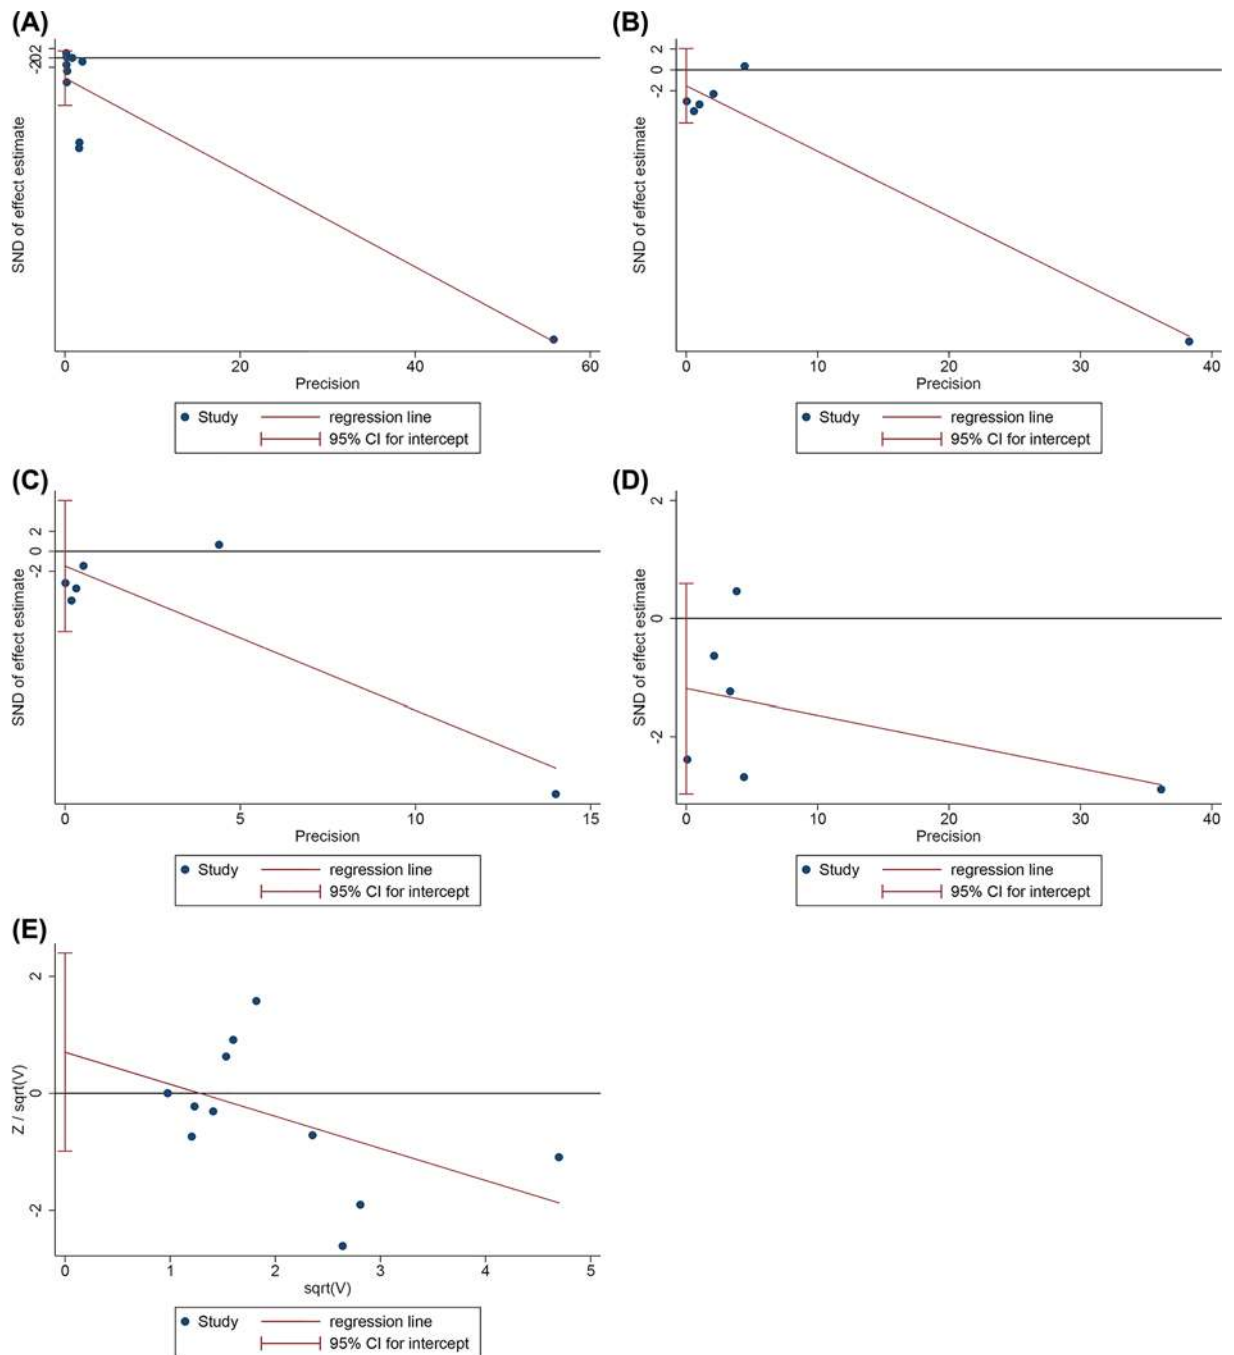 (A)
-202
SND of effect estimate
0 20 40 60
Precision
Study regression line
95% CI for intercept
(B)
2
0
-2
SND of effect estimate
0 10 20 30 40
Precision
Study regression line
95% CI for intercept
(C)
2
0
-2
SND of effect estimate
0 5 10 15
Precision
Study regression line
95% CI for intercept
(D)
2
0
-2
SND of effect estimate
0 10 20 30 40
Precision
Study regression line
95% CI for intercept
(E)
2
0
-2
Z / sqrt(V)
0 1 2 3 4 5
sqrt(V)
Study regression line
95% CI for intercept